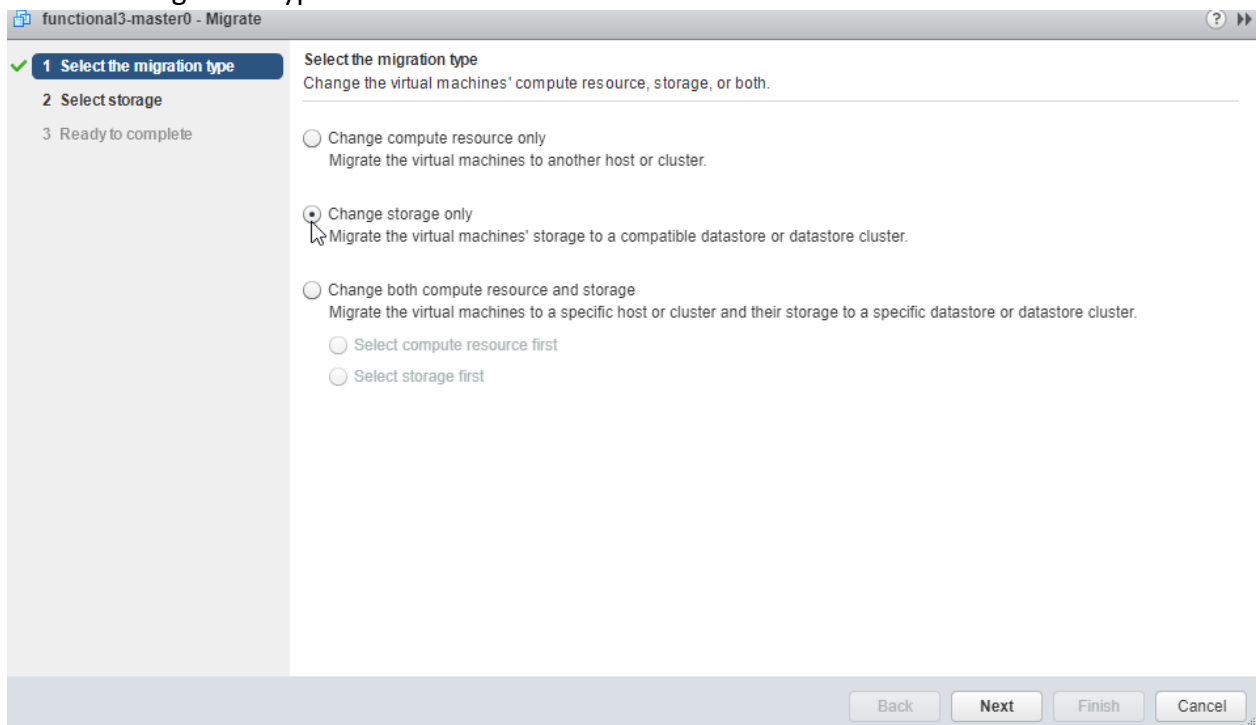 functional3-master0 - Migrate
1 Select the migration type
2 Select storage
3 Ready to complete
Select the migration type
Change the virtual machines' compute resource, storage, or both.
Change compute resource only
Migrate the virtual machines to another host or cluster.
Change storage only
Migrate the virtual machines' storage to a compatible datastore or datastore cluster.
Change both compute resource and storage
Migrate the virtual machines to a specific host or cluster and their storage to a specific datastore or datastore cluster.
Select compute resource first
Select storage first
Back Next Finish Cancel